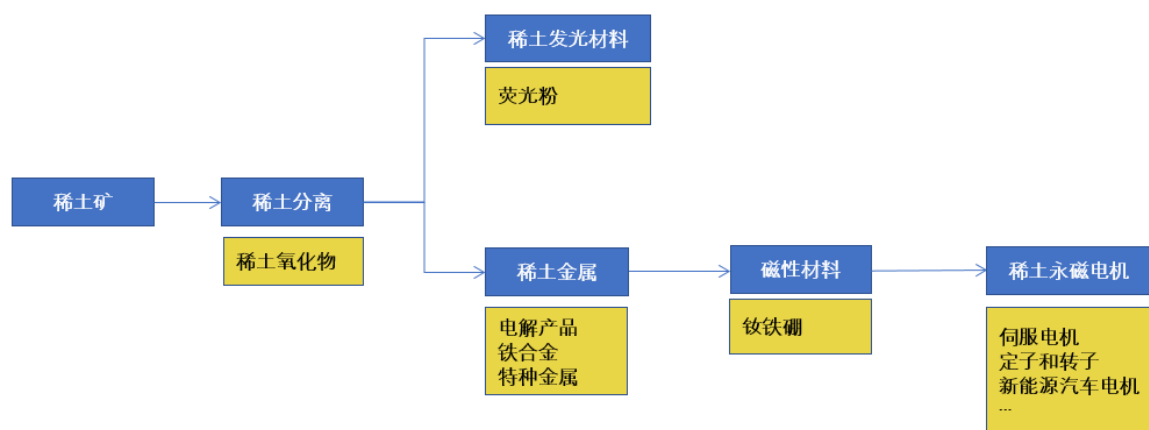 稀土发光材料
荧光粉
稀土矿
稀土分离
稀土氧化物
稀土金属
电解产品
铁合金
特种金属
磁性材料
钕铁硼
稀土永磁电机
伺服电机
定子和转子
新能源汽车电机
...